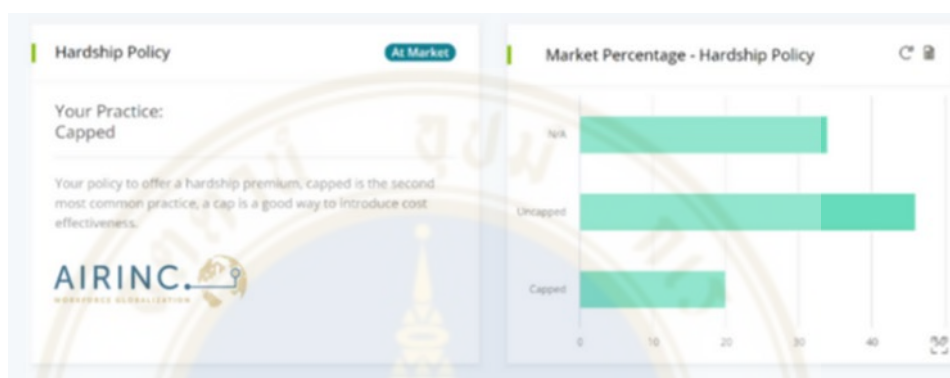 Hardship Policy
At Market
Your Practice:
Capped
Your policy to offer a hardship premium, capped is the second
most common practice, a cap is a good way to introduce cost
effectiveness.
AIRINC.
WORKFORCE GLOBALIZATION
Market Percentage - Hardship Policy
N/A
Uncapped
Capped
0 10 20 30 40